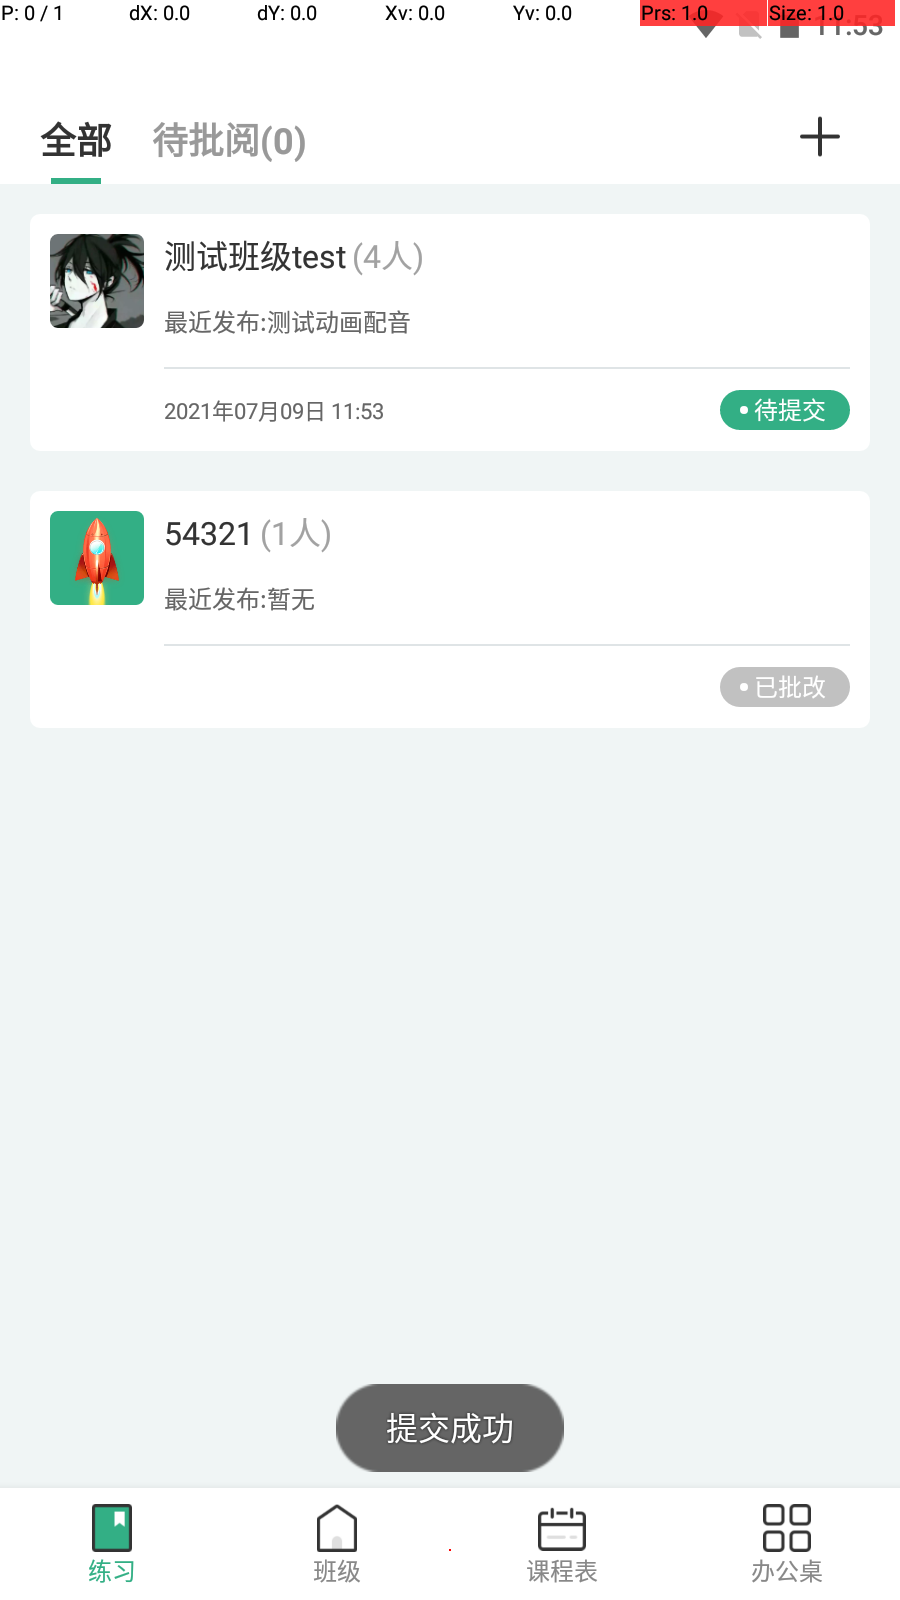 P: 0 / 1 dX: 0.0 dY: 0.0 Xv: 0.0 Yv: 0.0 Prs: 1.0 Size: 1.0
11:53
全部 待批阅(0)
测试班级test (4人)
最近发布:测试动画配音
2021年07月09日 11:53 待提交
54321 (1人)
最近发布:暂无
已批改
提交成功
练习 班级 课程表 办公桌